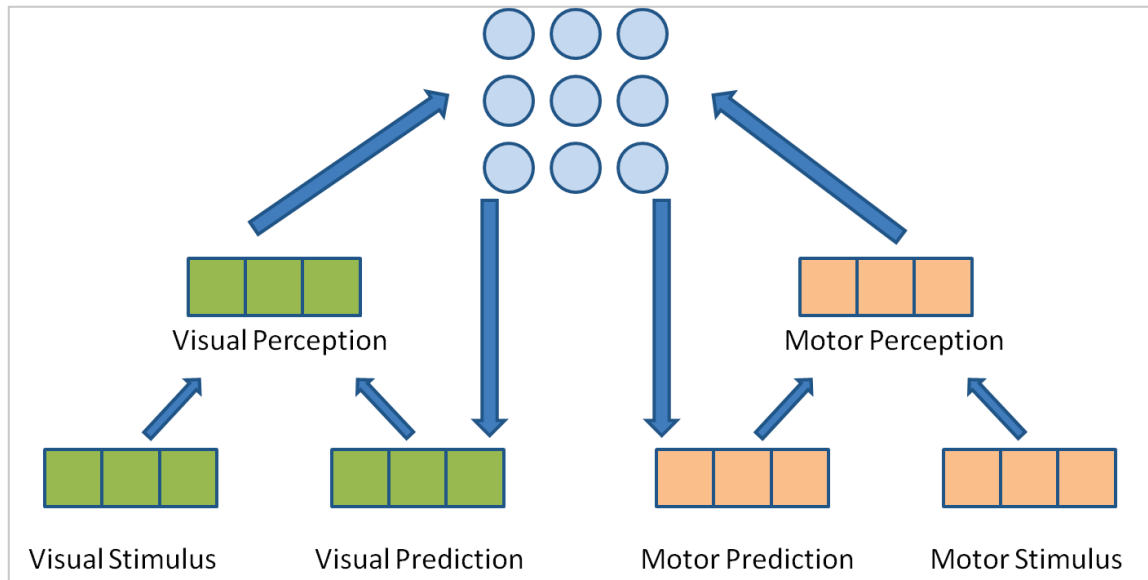 Visual Perception
Motor Perception
Visual Stimulus
Visual Prediction
Motor Prediction
Motor Stimulus